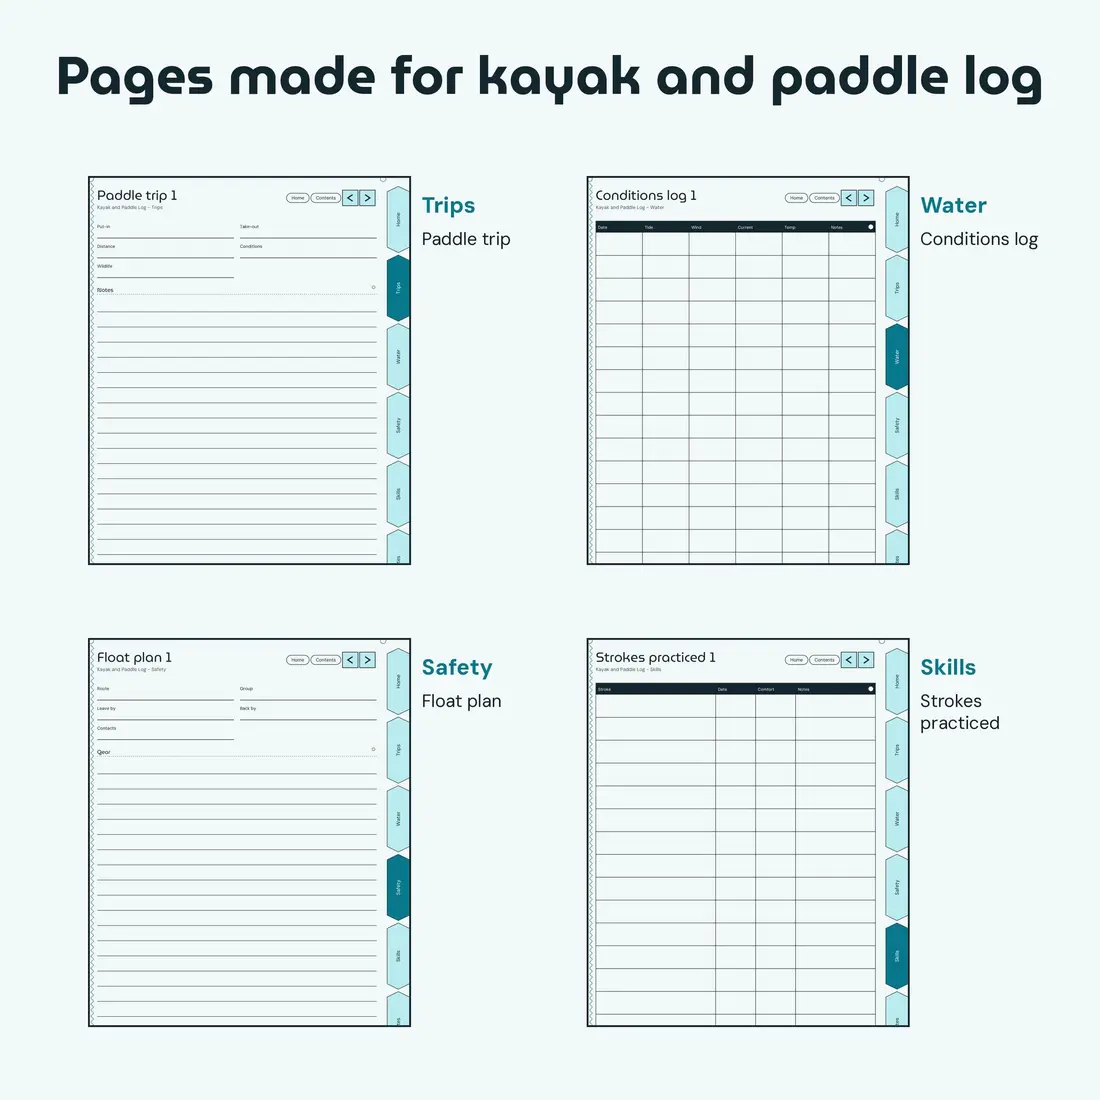 Pages made for kayak and paddle log
Paddle trip 1
Kayak and Paddle Log - Trips
Home
Contents
<
>
Put-in
Take-out
Distance
Conditions
Wildlife
Notes
Home
Trips
Water
Safety
Skills
Trips
Paddle trip
Conditions log 1
Kayak and Paddle Log - Water
Home
Contents
<
>
Date
Tide
Wind
Current
Temp
Notes
Home
Trips
Water
Safety
Skills
Water
Conditions log
Float plan 1
Kayak and Paddle Log - Safety
Home
Contents
<
>
Route
Group
Leave by
Back by
Contacts
Gear
Home
Trips
Water
Safety
Skills
Safety
Float plan
Strokes practiced 1
Kayak and Paddle Log - Skills
Home
Contents
<
>
Stroke
Date
Comfort
Notes
Home
Trips
Water
Safety
Skills
Skills
Strokes
practiced